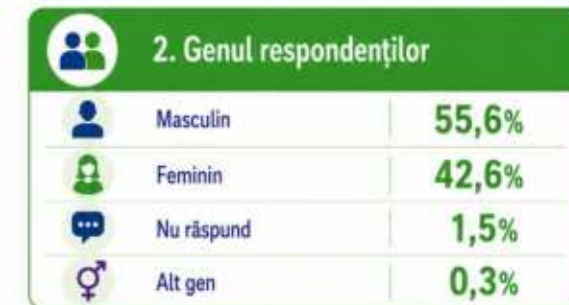 2. Genul respondenților
Masculin 55,6%
Feminin 42,6%
Nu răspund 1,5%
Alt gen 0,3%